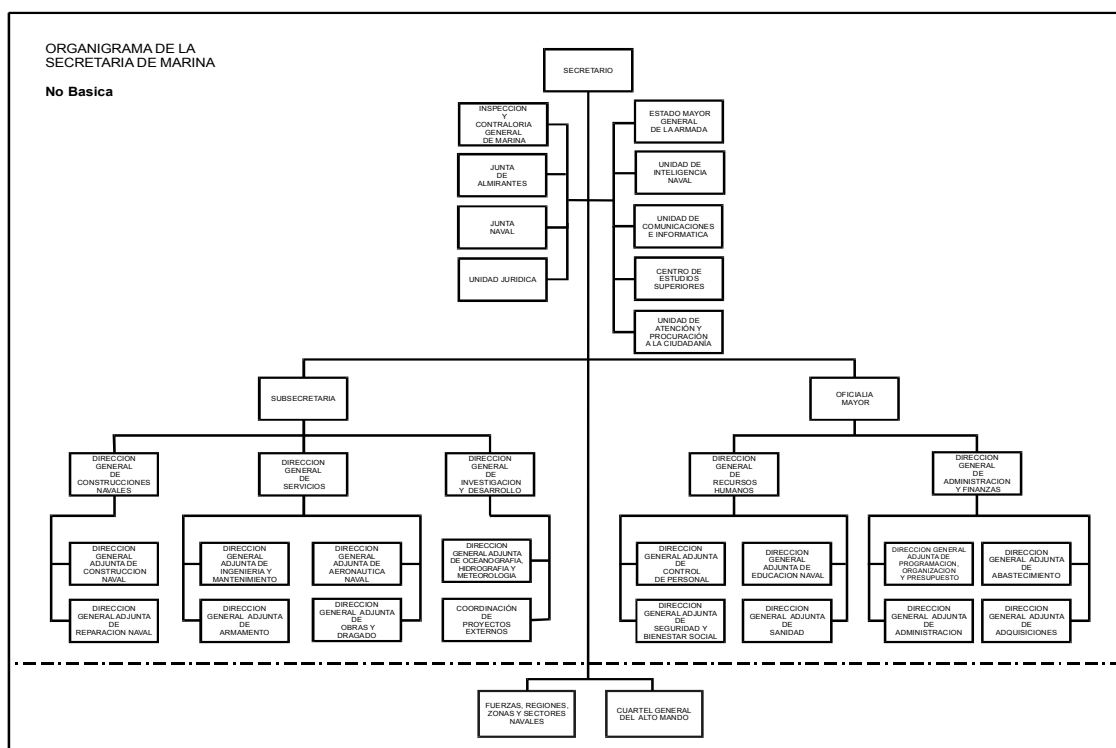 ORGANIGRAMA DE LA
SECRETARIA DE MARINA
No Basica
SECRETARIO
INSPECCION
Y
CONTRALORIA
GENERAL
DE MARINA
JUNTA
DE
ALMIRANTES
JUNTA
NAVAL
UNIDAD JURIDICA
ESTADO MAYOR
GENERAL
DE LA ARMADA
UNIDAD DE
INTELIGENCIA
NAVAL
UNIDAD DE
COMUNICACIONES
E INFORMATICA
CENTRO DE
ESTUDIOS
SUPERIORES
UNIDAD DE
ATENCIÓN Y
PROCURACIÓN
A LA CIUDADANÍA
SUBSECRETARIA
OFICIALIA
MAYOR
DIRECCION
GENERAL
DE
CONSTRUCCIONES
NAVALES
DIRECCION
GENERAL
DE
SERVICIOS
DIRECCION
GENERAL
DE
INVESTIGACION
Y DESARROLLO
DIRECCION
GENERAL
DE
RECURSOS
HUMANOS
DIRECCION
GENERAL
DE
ADMINISTRACION
Y FINANZAS
DIRECCION
GENERAL
ADJUNTA DE
CONSTRUCCION
NAVAL
DIRECCION
GENERAL
ADJUNTA DE
INGENIERIA Y
MANTENIMIENTO
DIRECCION
GENERAL
ADJUNTA DE
AERONAUTICA
NAVAL
DIRECCION
GENERAL ADJUNTA
DE OCEANOGRAFIA,
HIDROGRAFIA Y
METEOROLOGIA
DIRECCION
GENERAL ADJUNTA
DE
CONTROL
DE PERSONAL
DIRECCION
GENERAL
ADJUNTA DE
EDUCACION NAVAL
DIRECCION GENERAL
ADJUNTA DE
PROGRAMACION,
ORGANIZACION
Y PRESUPUESTO
DIRECCION
GENERAL ADJUNTA
DE
ABASTECIMIENTO
DIRECCION
GENERAL ADJUNTA
DE
REPARACION NAVAL
DIRECCION
GENERAL ADJUNTA
DE
ARMAMENTO
DIRECCION
GENERAL ADJUNTA
DE
OBRAS Y
DRAGADO
COORDINACIÓN
DE
PROYECTOS
EXTERNOS
DIRECCION
GENERAL ADJUNTA
DE
SEGURIDAD Y
BIENESTAR SOCIAL
DIRECCION
GENERAL ADJUNTA
DE
SANIDAD
DIRECCION
GENERAL ADJUNTA
DE
ADMINISTRACION
DIRECCION
GENERAL ADJUNTA
DE
ADQUISICIONES
FUERZAS, REGIONES,
ZONAS Y SECTORES
NAVALES
CUARTEL GENERAL
DEL ALTO MANDO